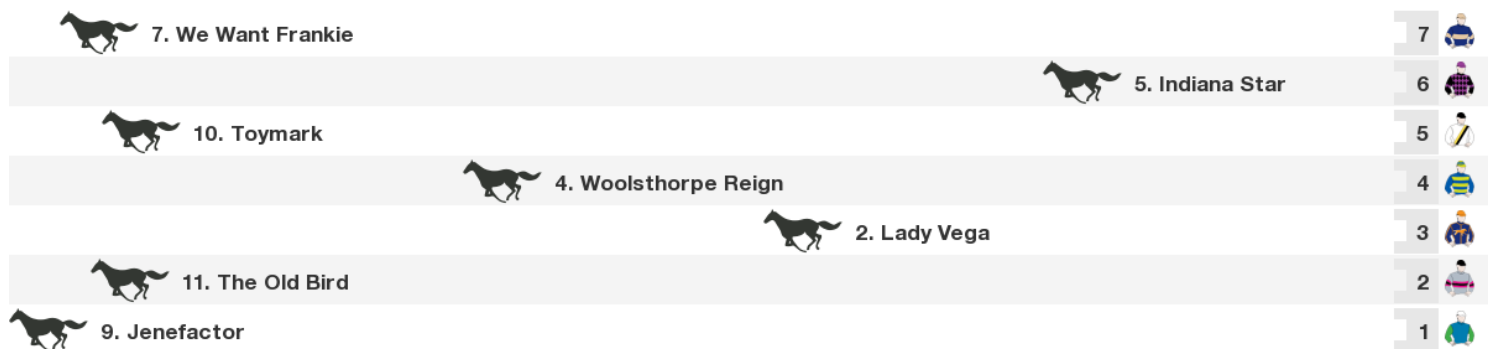 7. We Want Frankie 7
5. Indiana Star 6
10. Toymark 5
4. Woolsthorpe Reign 4
2. Lady Vega 3
11. The Old Bird 2
9. Jenefactor 1